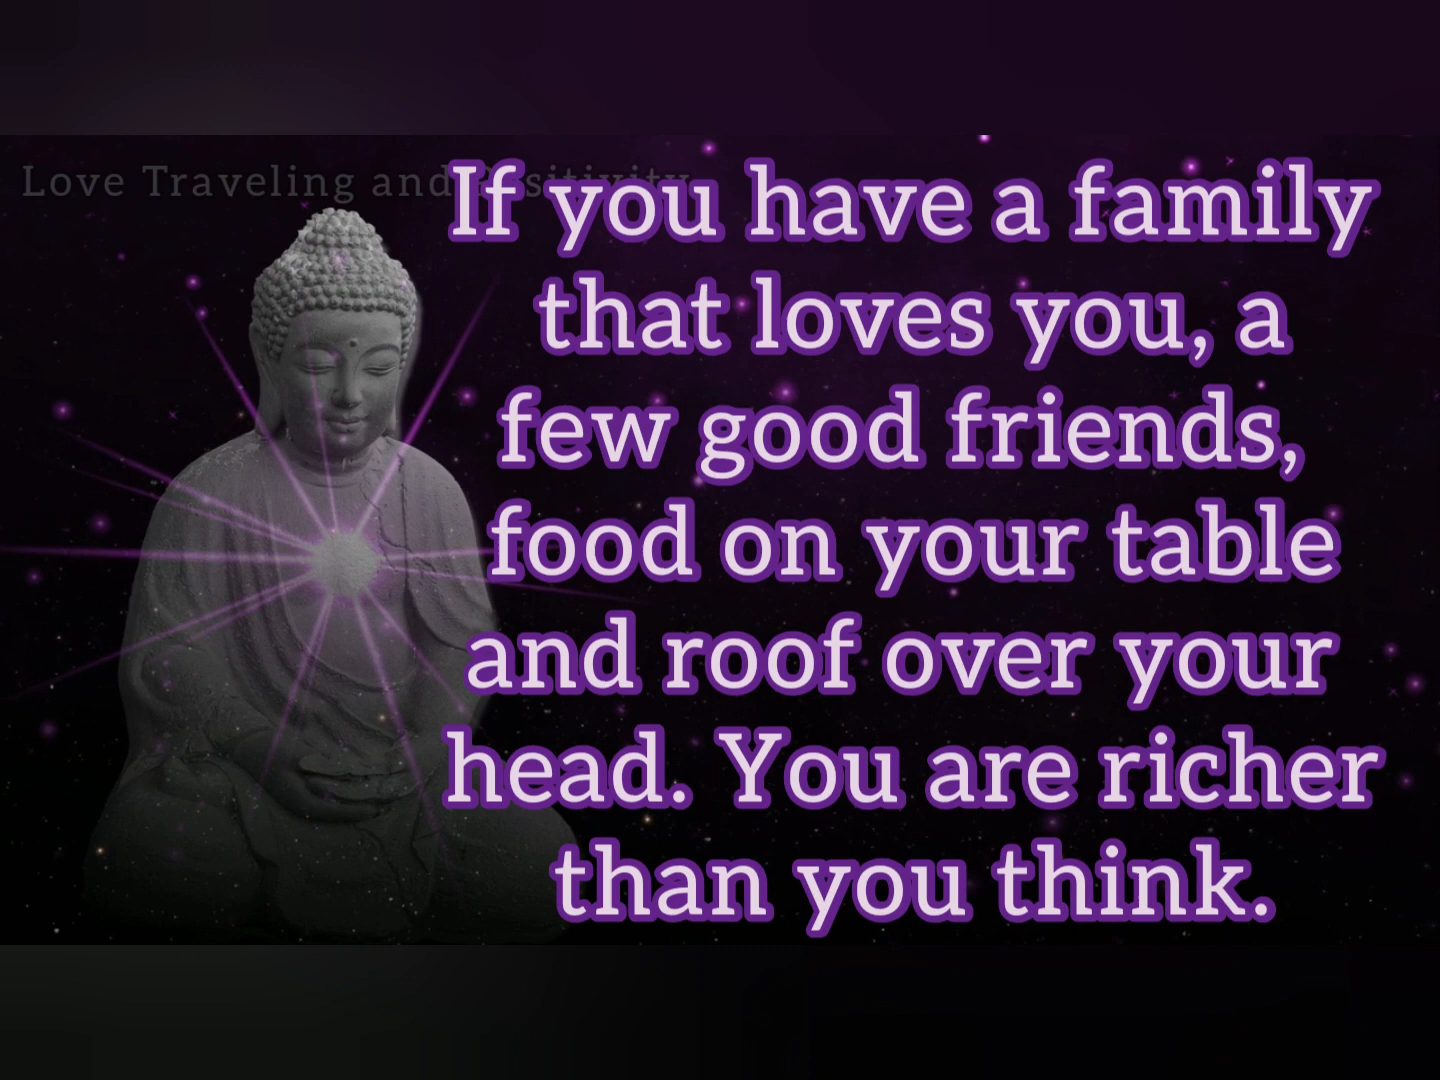 Love Traveling and Positivity
If you have a family
that loves you, a
few good friends,
food on your table
and roof over your
head. You are richer
than you think.